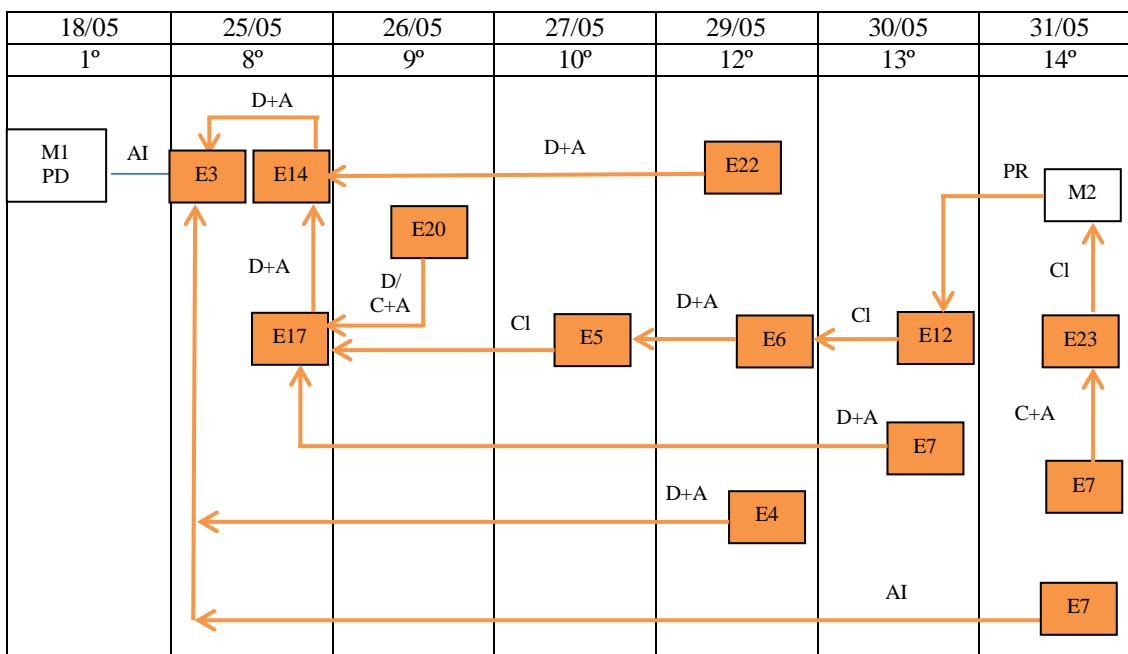 18/05 25/05 26/05 27/05 29/05 30/05 31/05
1º 8º 9º 10º 12º 13º 14º
D+A
M1
PD
AI
E3
E14
D+A
E22
PR
M2
E20
D+A
D/
C+A
Cl
E17
Cl
E5
D+A
E6
Cl
E12
E23
D+A
E7
C+A
E7
D+A
E4
AI
E7